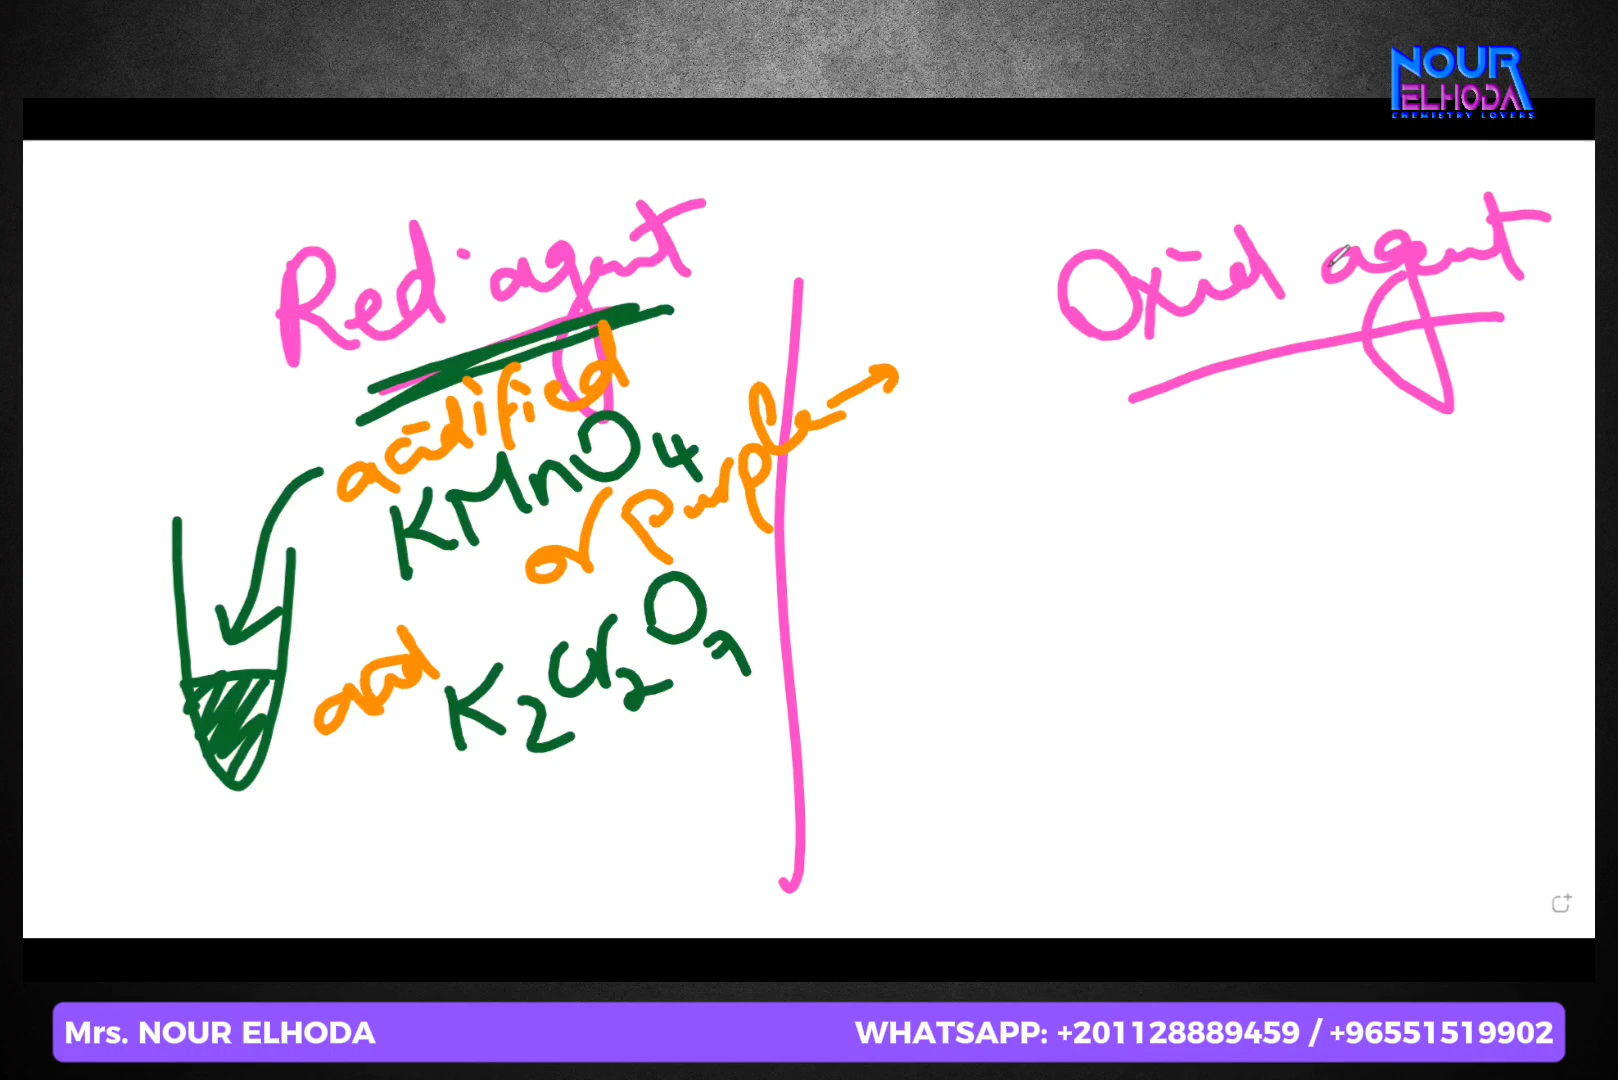 NOUR
ELHODA
CHEMISTRY LOVERS
Red agent
Oxid agent
acidified
KMnO4
or purple →
acid K2Cr2O7
Mrs. NOUR ELHODA
WHATSAPP: +201128889459 / +96551519902